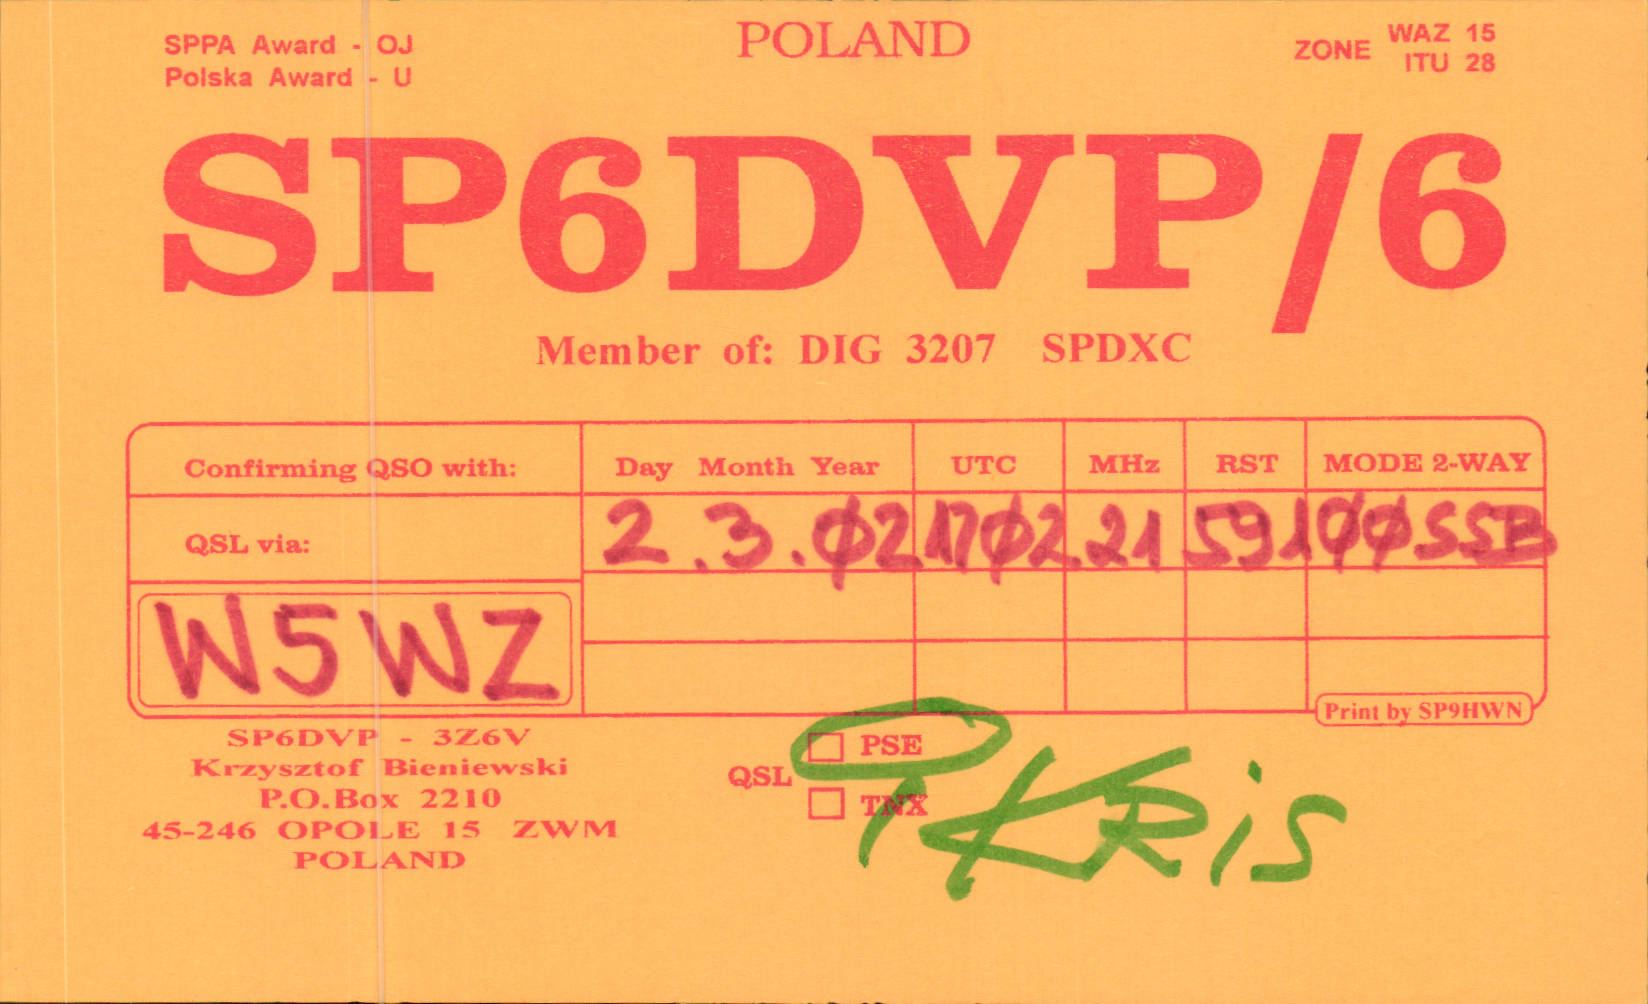 SPPA Award - OJ
Polska Award - U
POLAND
ZONE WAZ 15
ITU 28
SP6DVP/6
Member of: DIG 3207 SPDXC
Confirming QSO with: Day Month Year UTC MHz RST MODE 2-WAY
QSL via: 2.3.Ø2 17Ø2 21 59 1ØØ SSB
W5WZ
Print by SP9HWN
SP6DVP - 3Z6V
Krzysztof Bieniewski
P.O.Box 2210
45-246 OPOLE 15 ZWM
POLAND
QSL PSE
TNX
KRiS